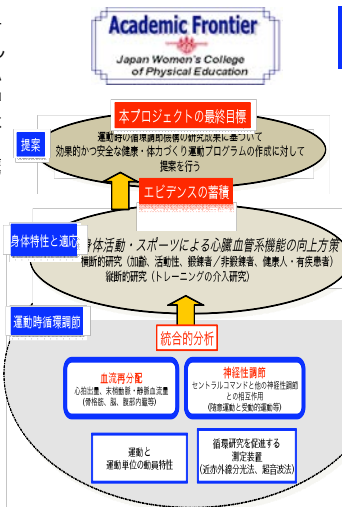 Academic Frontier
Japan Women's College
of Physical Education
本プロジェクトの最終目標
提案
運動時の循環調節機構の研究成果に基づいて
効果的かつ安全な健康・体力づくり運動プログラムの作成に対して
提案を行う
エビデンスの蓄積
身体特性と適応
身体活動・スポーツによる心臓血管系機能の向上方策
横断的研究（加齢、活動性、鍛錬者／非鍛錬者、健康人・有疾患者）
縦断的研究（トレーニングの介入研究）
運動時循環調節
統合的分析
血流再分配
心拍出量、末梢動脈・静脈血流量
（骨格筋、脳、腹部内臓等）
神経性調節
セントラルコマンドと他の神経性調節
との相互作用
（随意運動と受動的運動等）
運動と
運動単位の動員特性
循環研究を促進する
測定装置
（近赤外線分光法、超音波法）